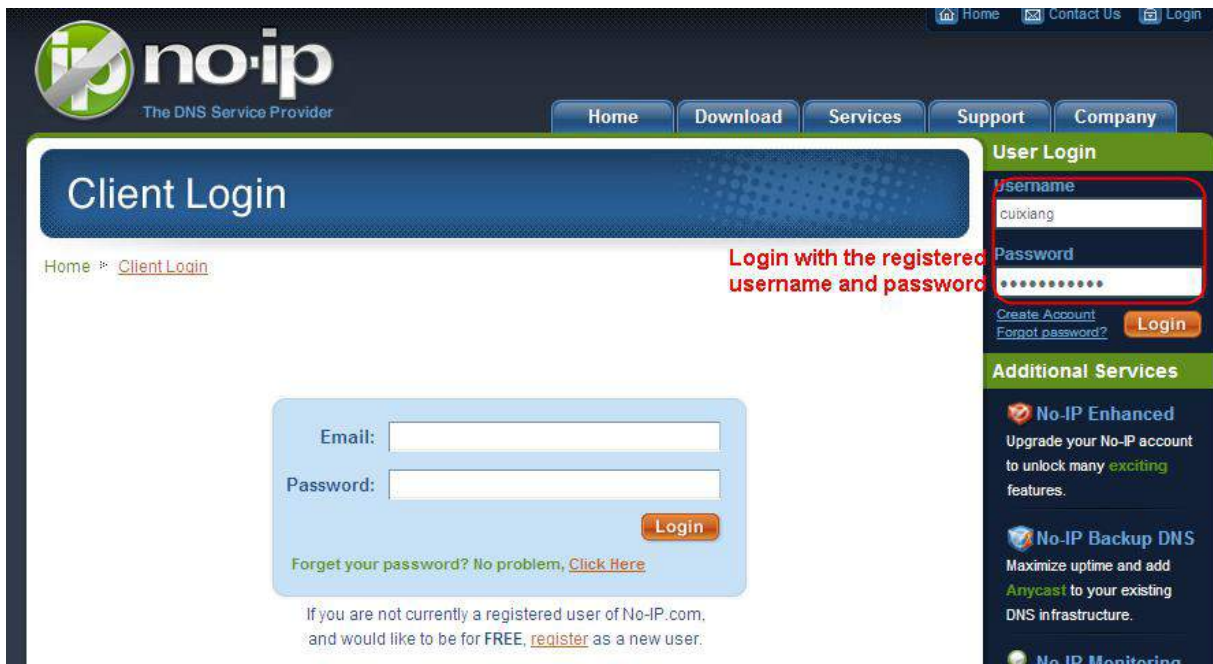 Home Contact Us Login
ip no·ip
The DNS Service Provider
Home Download Services Support Company
Client Login
Home Client Login
Login with the registered
username and password
User Login
Username
cuixiang
Password
•••••••••••
Create Account
Forgot password?
Login
Email:
Password:
Login
Forget your password? No problem, Click Here
If you are not currently a registered user of No-IP.com,
and would like to be for FREE, register as a new user.
Additional Services
No-IP Enhanced
Upgrade your No-IP account
to unlock many exciting
features.
No-IP Backup DNS
Maximize uptime and add
Anycast to your existing
DNS infrastructure.
No-IP Monitoring